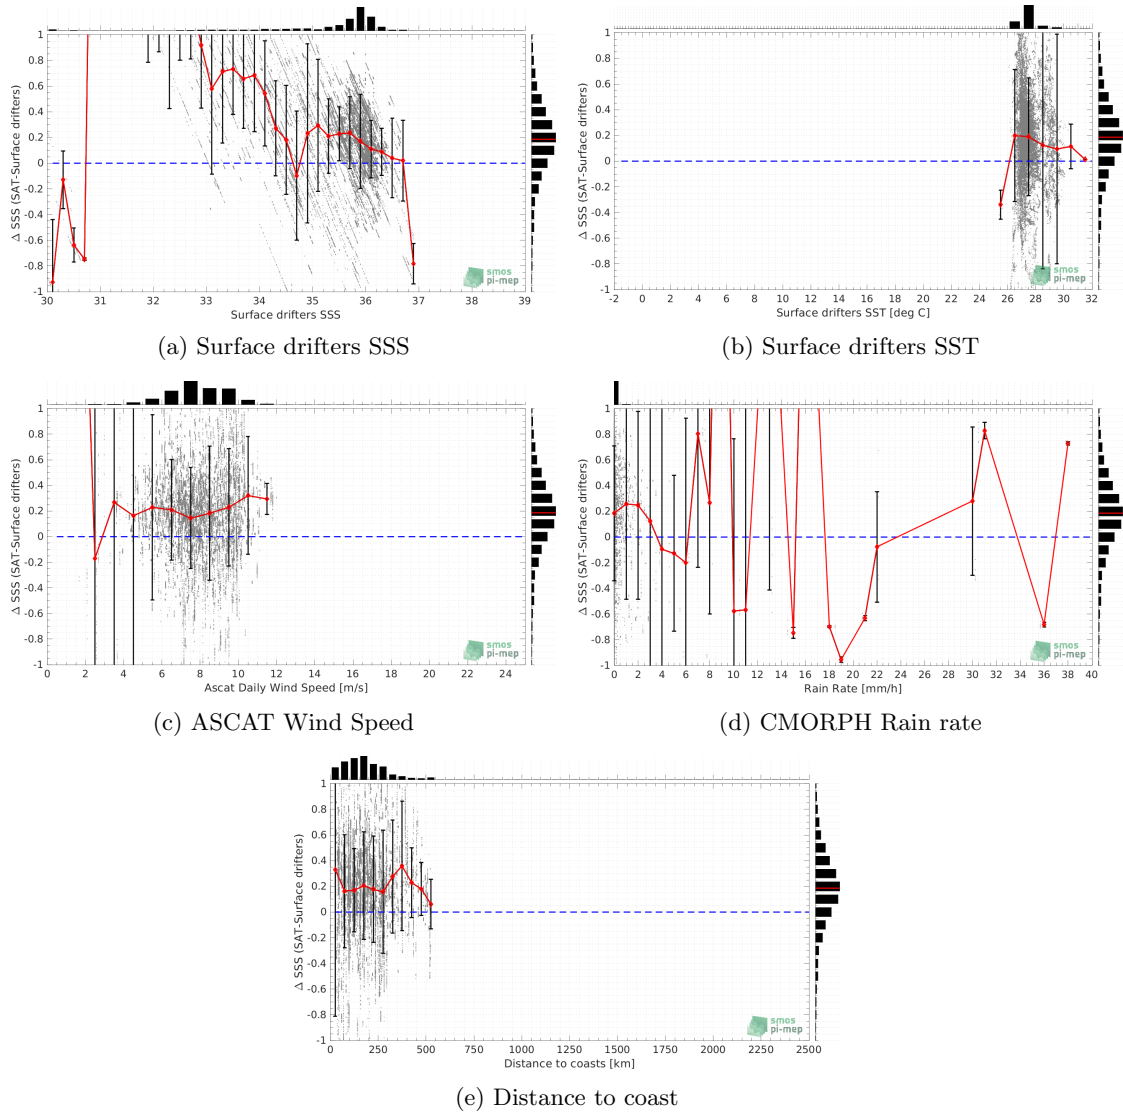 Δ SSS (SAT-Surface drifters)
1
0.8
0.6
0.4
0.2
0
-0.2
-0.4
-0.6
-0.8
-1
30 31 32 33 34 35 36 37 38 39
Surface drifters SSS
smos
pi-mep
(a) Surface drifters SSS
Δ SSS (SAT-Surface drifters)
1
0.8
0.6
0.4
0.2
0
-0.2
-0.4
-0.6
-0.8
-1
-2 0 2 4 6 8 10 12 14 16 18 20 22 24 26 28 30 32
Surface drifters SST [deg C]
smos
pi-mep
(b) Surface drifters SST
Δ SSS (SAT-Surface drifters)
1
0.8
0.6
0.4
0.2
0
-0.2
-0.4
-0.6
-0.8
-1
0 2 4 6 8 10 12 14 16 18 20 22 24
Ascat Daily Wind Speed [m/s]
smos
pi-mep
(c) ASCAT Wind Speed
Δ SSS (SAT-Surface drifters)
1
0.8
0.6
0.4
0.2
0
-0.2
-0.4
-0.6
-0.8
-1
0 2 4 6 8 10 12 14 16 18 20 22 24 26 28 30 32 34 36 38 40
Rain Rate [mm/h]
smos
pi-mep
(d) CMORPH Rain rate
Δ SSS (SAT-Surface drifters)
1
0.8
0.6
0.4
0.2
0
-0.2
-0.4
-0.6
-0.8
-1
0 250 500 750 1000 1250 1500 1750 2000 2250 2500
Distance to coasts [km]
smos
pi-mep
(e) Distance to coast